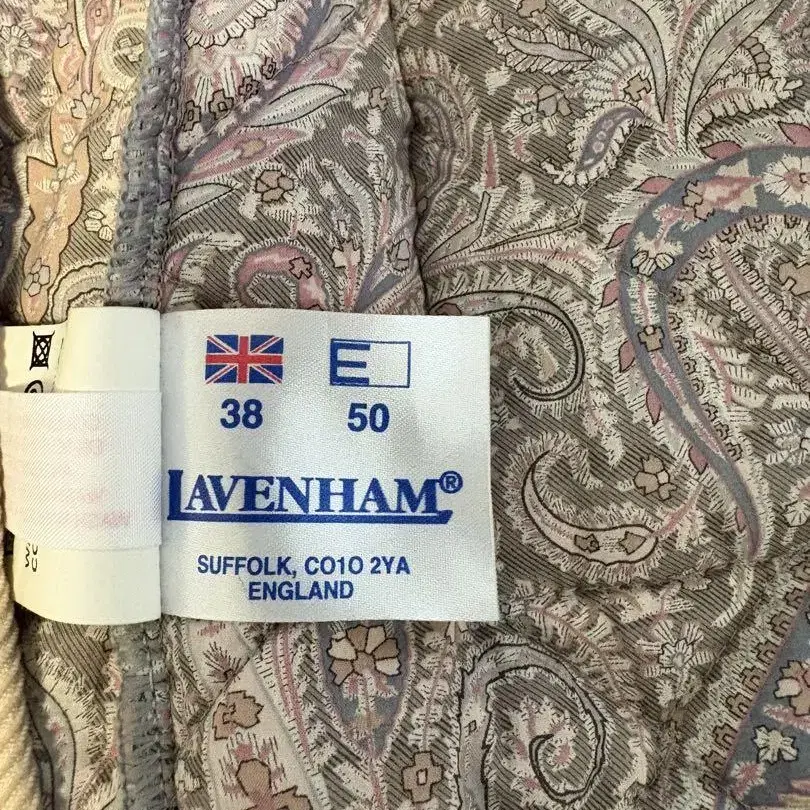 38 50
LAVENHAM®
SUFFOLK, CO10 2YA
ENGLAND